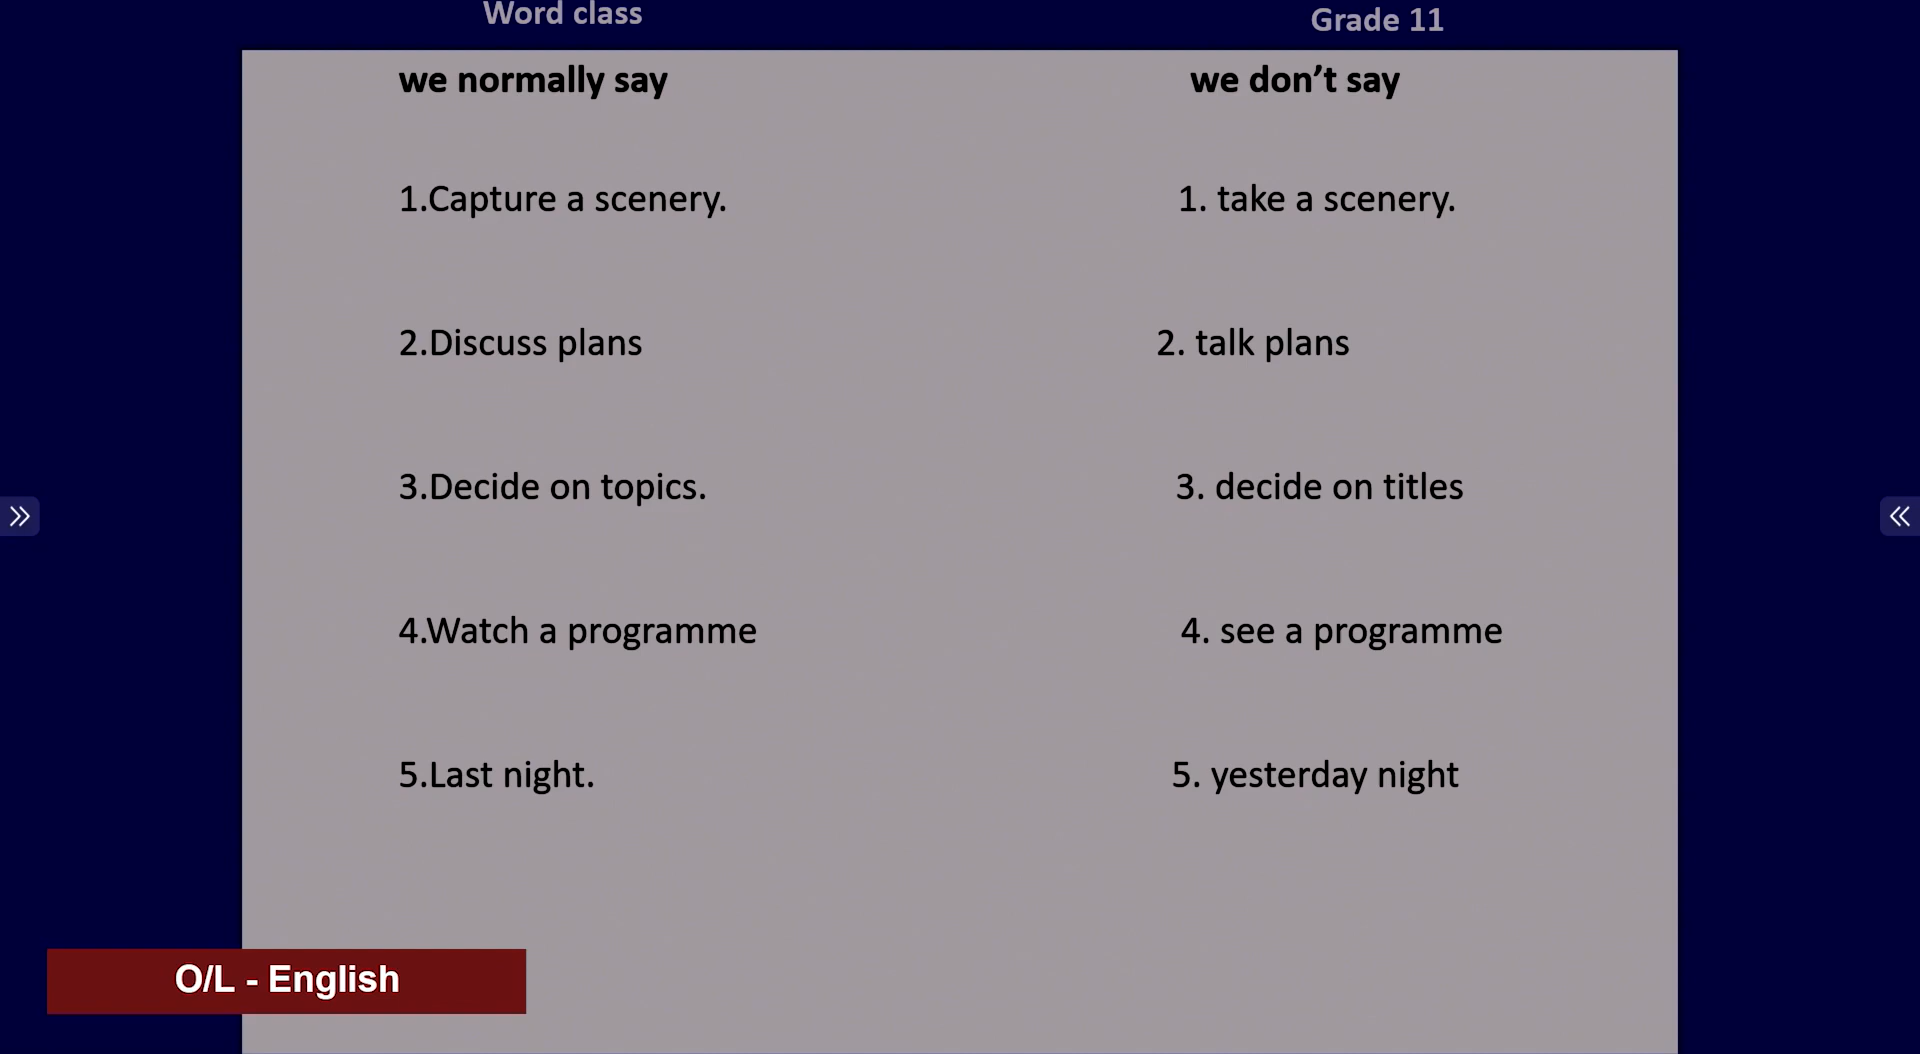 Word class
Grade 11
we normally say
we don’t say
1.Capture a scenery.
1. take a scenery.
2.Discuss plans
2. talk plans
3.Decide on topics.
3. decide on titles
4.Watch a programme
4. see a programme
5.Last night.
5. yesterday night
O/L - English